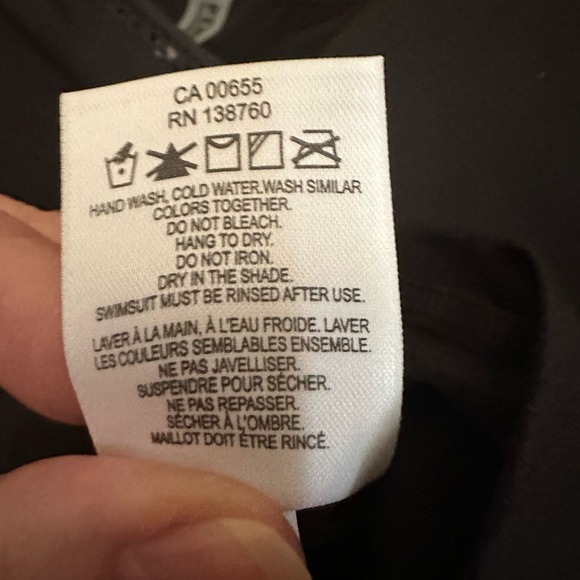 CA 00655
RN 138760
HAND WASH, COLD WATER.WASH SIMILAR
COLORS TOGETHER.
DO NOT BLEACH.
HANG TO DRY.
DO NOT IRON.
DRY IN THE SHADE.
SWIMSUIT MUST BE RINSED AFTER USE.
LAVER À LA MAIN, À L'EAU FROIDE. LAVER
LES COULEURS SEMBLABLES ENSEMBLE.
NE PAS JAVELLISER.
SUSPENDRE POUR SÉCHER.
NE PAS REPASSER.
SÉCHER À L'OMBRE.
MAILLOT DOIT ÊTRE RINCÉ.